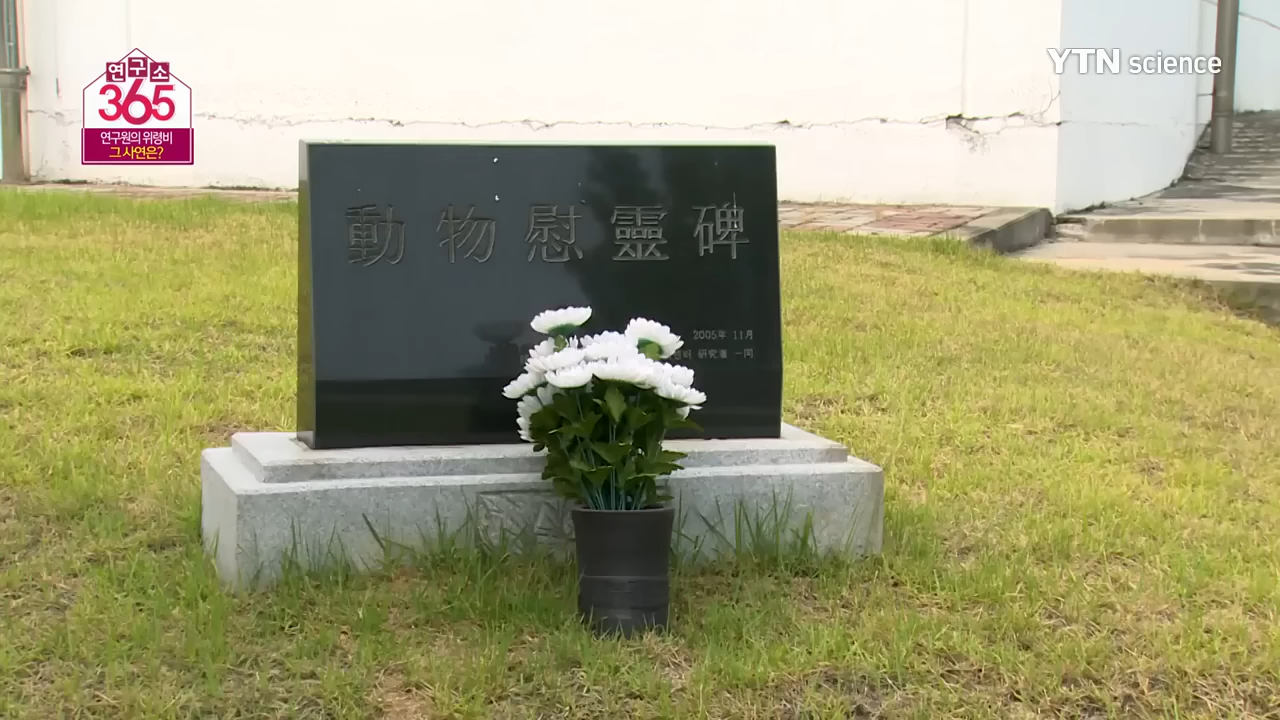 연구소
365
연구원의 위령비
그 사연은?
YTN science
動物慰靈碑
2005年 11月
研究者 一同